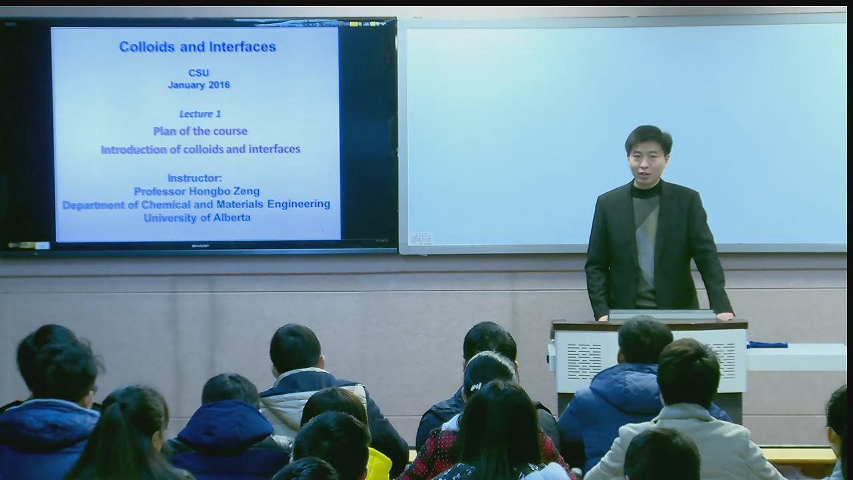 Colloids and Interfaces
CSU
January 2016
Lecture 1
Plan of the course
Introduction of colloids and interfaces
Instructor:
Professor Hongbo Zeng
Department of Chemical and Materials Engineering
University of Alberta
SHARP